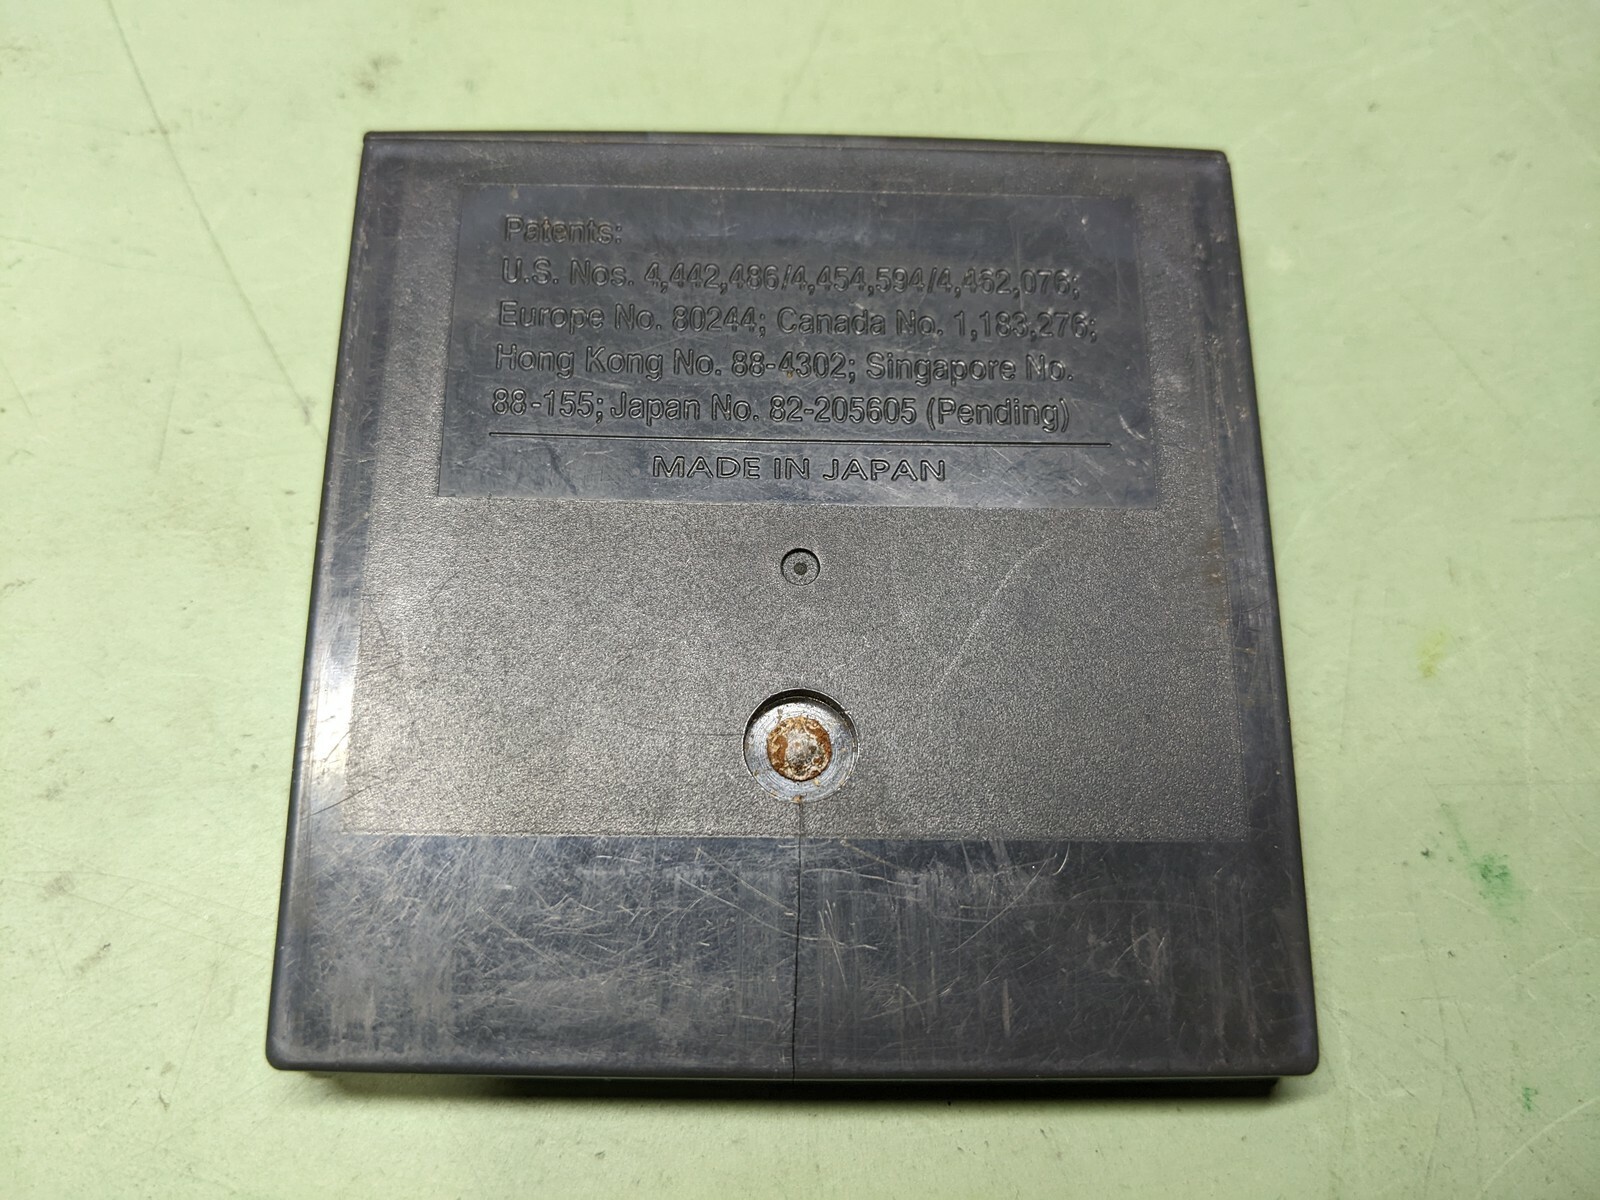 Patents:
U.S. Nos. 4,442,486/4,454,594/4,462,076;
Europe No. 80244; Canada No. 1,183,276;
Hong Kong No. 88-4302; Singapore No.
88-155; Japan No. 82-205605 (Pending)
MADE IN JAPAN